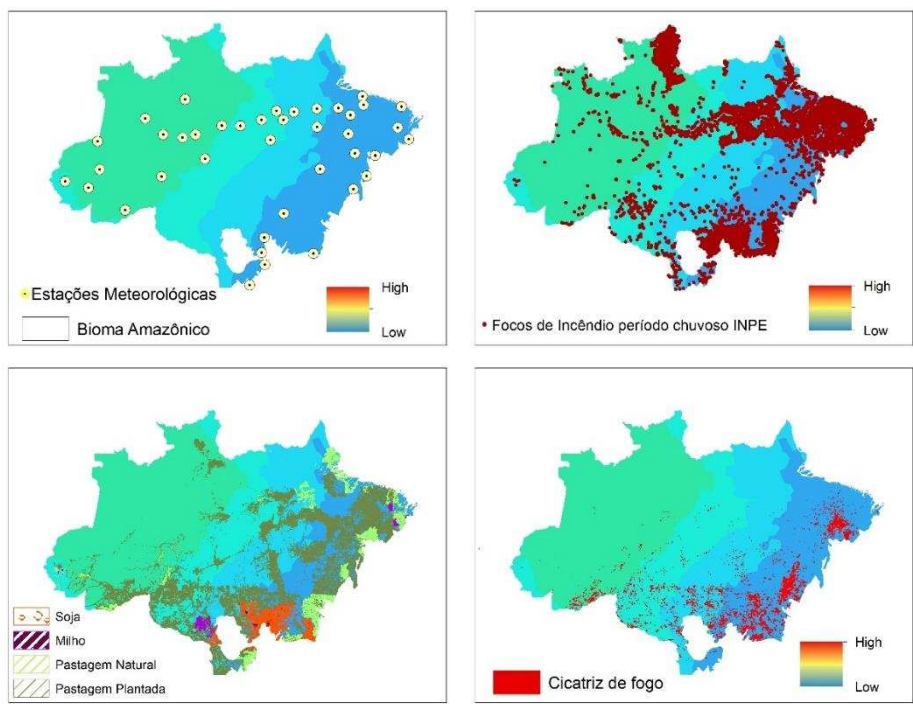 High
Estações Meteorológicas
Bioma Amazônico
Low
High
Focos de Incêndio período chuvoso INPE
Low
Soja
Milho
Pastagem Natural
Pastagem Plantada
High
Cicatriz de fogo
Low